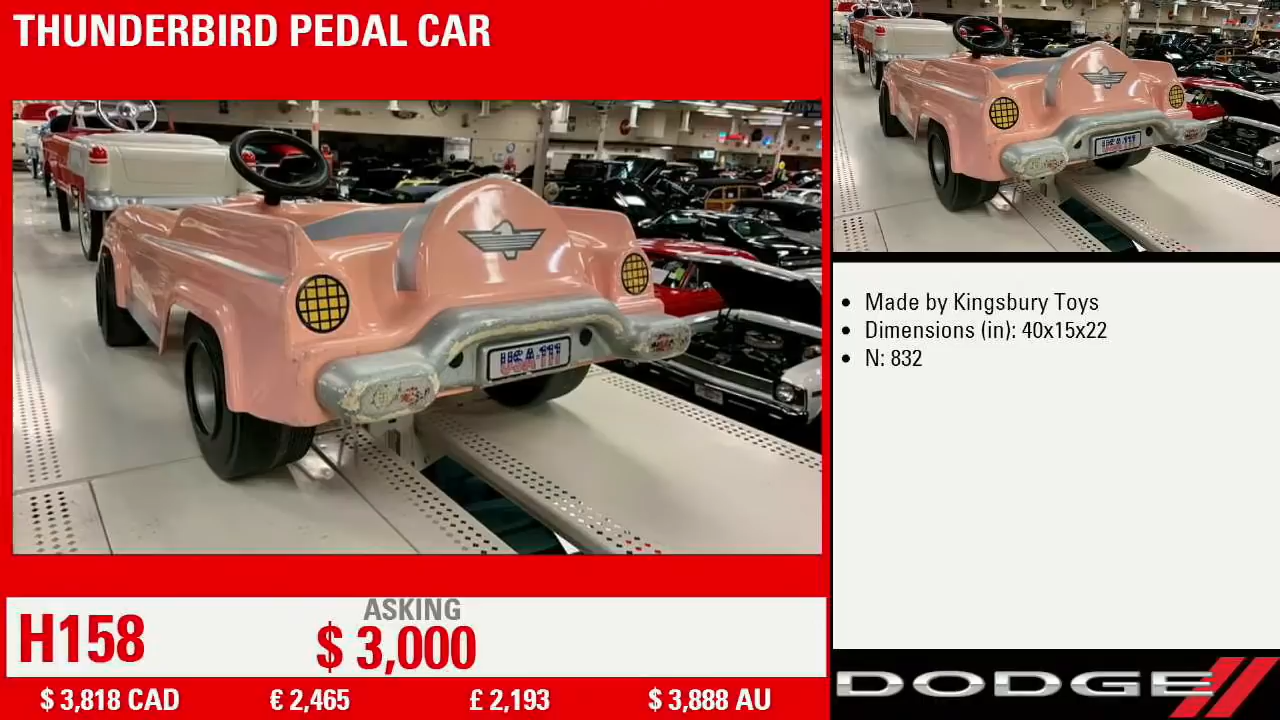 THUNDERBIRD PEDAL CAR
USA-111
H158
ASKING
$ 3,000
$ 3,818 CAD
€ 2,465
£ 2,193
$ 3,888 AU
USA-111
• Made by Kingsbury Toys
• Dimensions (in): 40x15x22
• N: 832
DODGE